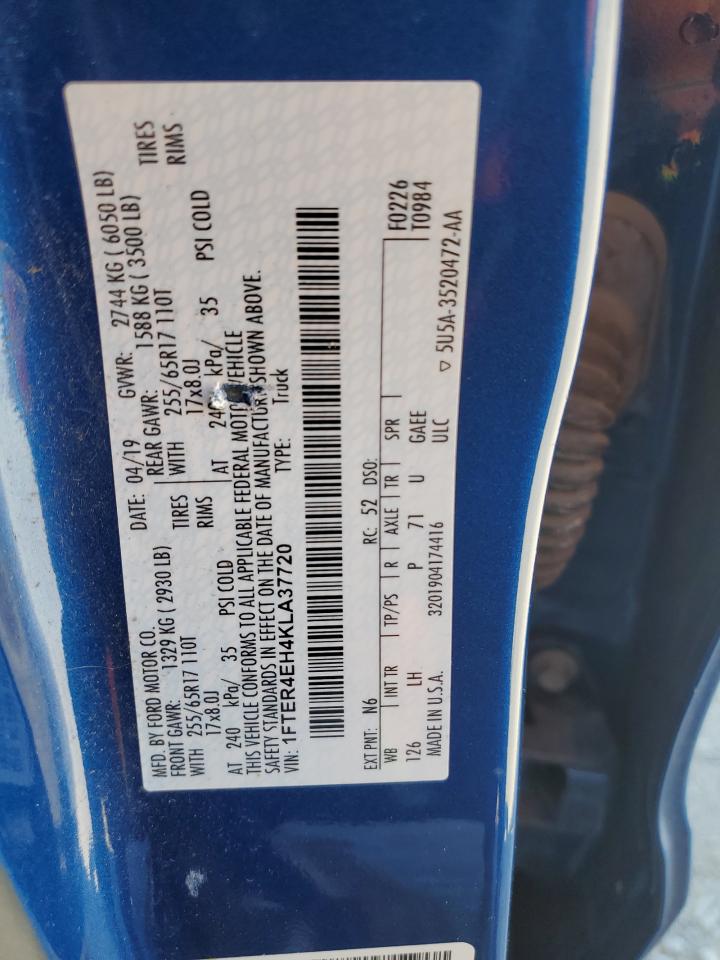 MFD. BY FORD MOTOR CO. DATE: 04/19 GVWR: 2744 KG ( 6050 LB)
FRONT GAWR: 1329 KG ( 2930 LB) REAR GAWR: 1588 KG ( 3500 LB)
WITH 255/65R17 110T TIRES WITH 255/65R17 110T TIRES
17x8.0J RIMS 17x8.0J RIMS
AT 240 kPa/ 35 PSI COLD AT kPa/ 35 PSI COLD
THIS VEHICLE CONFORMS TO ALL APPLICABLE FEDERAL MOTOR VEHICLE
SAFETY STANDARDS IN EFFECT ON THE DATE OF MANUFACTURE SHOWN ABOVE.
VIN: 1FTER4EH4KLA37720 TYPE: Truck
F0226
T0984
EXT PNT: N6 RC: 52 DSO:
WB INT TR TP/PS R AXLE TR SPR
126 LH P 71 U GAEE
ULC
MADE IN U.S.A. 3201904174416 ▽ 5U5A-3520472-AA